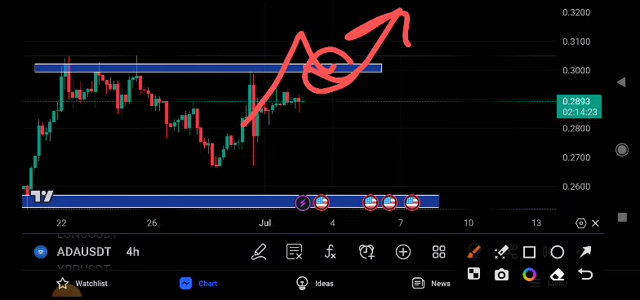 0.3200
0.3100
0.3000
0.2893
02:14:23
0.2800
0.2700
0.2600
22 26 Jul 4 7 10 13
ADAUSDT 4h
Watchlist Chart Ideas News Menu